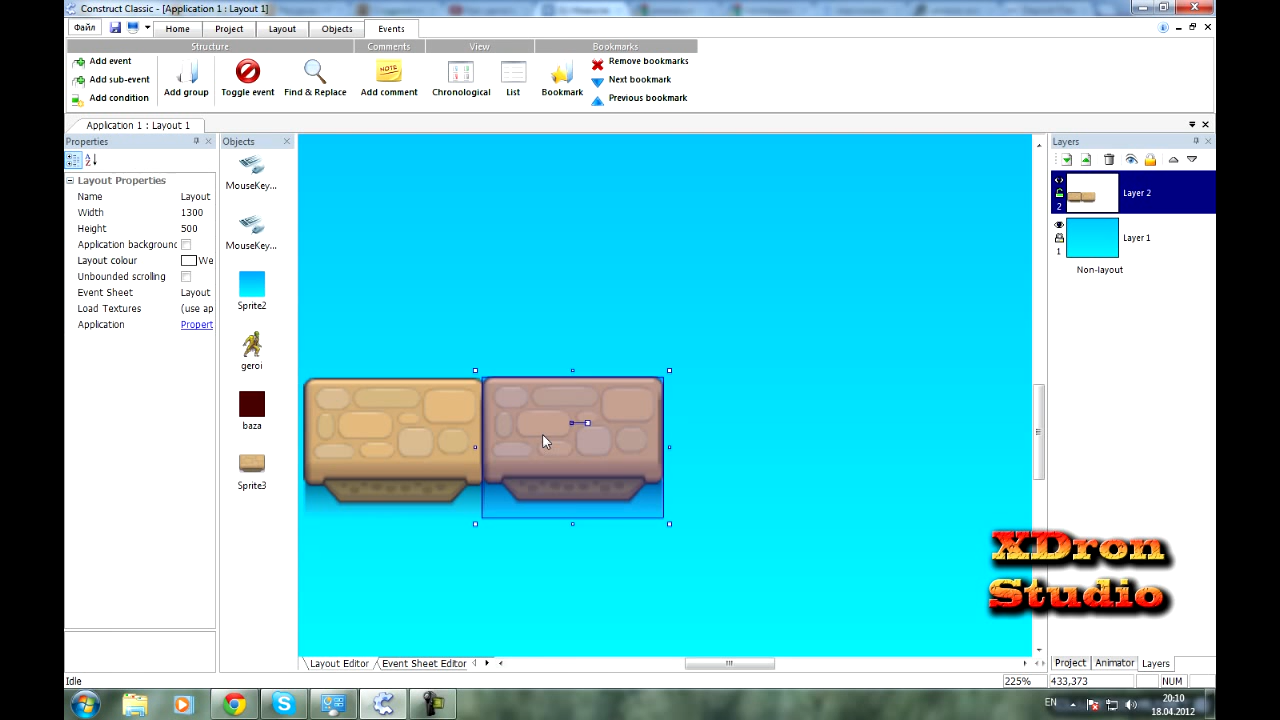 Construct Classic - [Application 1 : Layout 1]
Файл
Home
Project
Layout
Objects
Events
Structure
Comments
View
Bookmarks
Add event
Add sub-event
Add condition
Add group
Toggle event
Find & Replace
NOTE
Add comment
Chronological
List
Bookmark
Remove bookmarks
Next bookmark
Previous bookmark
Application 1 : Layout 1
Properties
Objects
Layers
Layout Properties
Name Layout
Width 1300
Height 500
Application background
Layout colour We
Unbounded scrolling
Event Sheet Layout
Load Textures (use ap
Application Propert
MouseKey...
MouseKey...
Sprite2
geroi
baza
Sprite3
Layer 2
2
Layer 1
1
Non-layout
XDron
Studio
Layout Editor
Event Sheet Editor
Project
Animator
Layers
Idle
225%
433,373
NUM
EN
20:10
18.04.2012